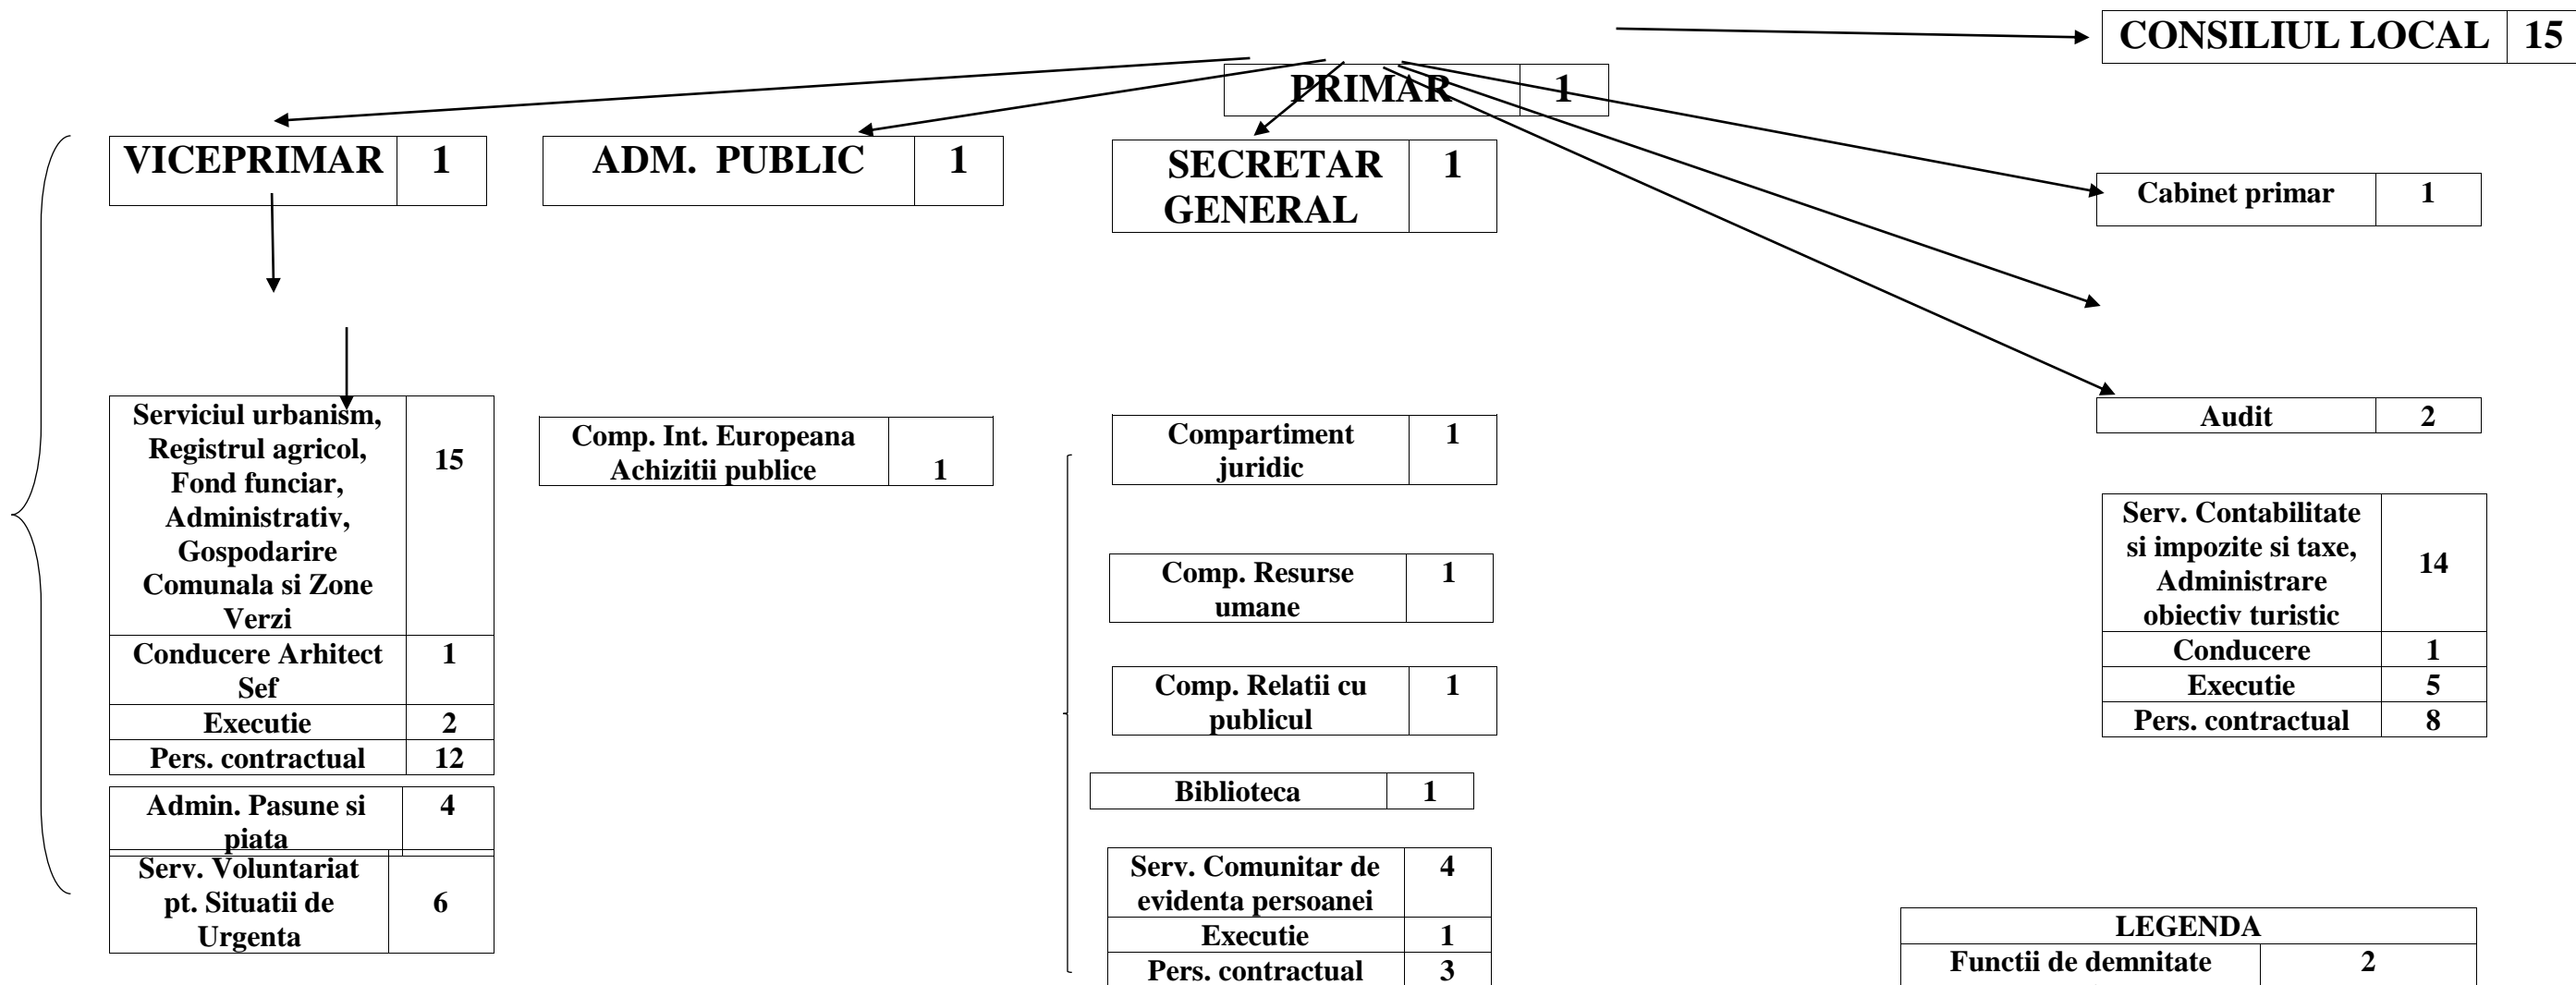 CONSILIUL LOCAL 15
PRIMAR 1
VICEPRIMAR 1
ADM. PUBLIC 1
SECRETAR 1
GENERAL
Cabinet primar 1
Serviciul urbanism,
Registrul agricol,
Fond funciar,
Administrativ,
Gospodarire
Comunala si Zone
Verzi
15
Conducere Arhitect 1
Sef
Executie 2
Pers. contractual 12
Admin. Pasune si 4
piata
Serv. Voluntariat
pt. Situatii de 6
Urgenta
Comp. Int. Europeana
Achizitii publice 1
Compartiment 1
juridic
Comp. Resurse 1
umane
Comp. Relatii cu 1
publicul
Biblioteca 1
Serv. Comunitar de 4
evidenta persoanei
Executie 1
Pers. contractual 3
Audit 2
Serv. Contabilitate
si impozite si taxe,
Administrare
obiectiv turistic
14
Conducere 1
Executie 5
Pers. contractual 8
LEGENDA
Functii de demnitate 2